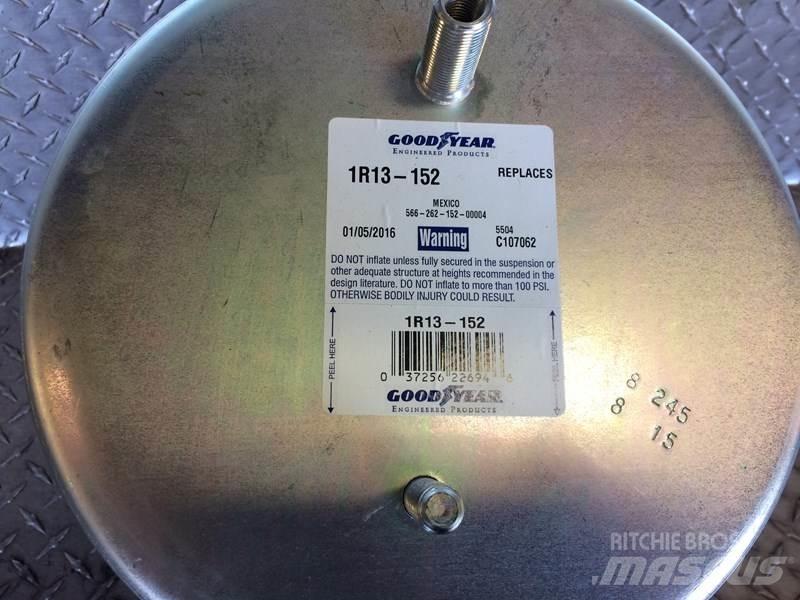 GOODYEAR
ENGINEERED PRODUCTS
1R13-152 REPLACES
MEXICO
566-262-152-00004
01/05/2016 Warning 5504
C107062
DO NOT inflate unless fully secured in the suspension or
other adequate structure at heights recommended in the
design literature. DO NOT inflate to more than 100 PSI.
OTHERWISE BODILY INJURY COULD RESULT.
1R13-152
PEEL HERE
PEEL HERE
0 37256 22694 6
GOODYEAR
ENGINEERED PRODUCTS
8 245
8 15
RITCHIE BROS
MASCUS